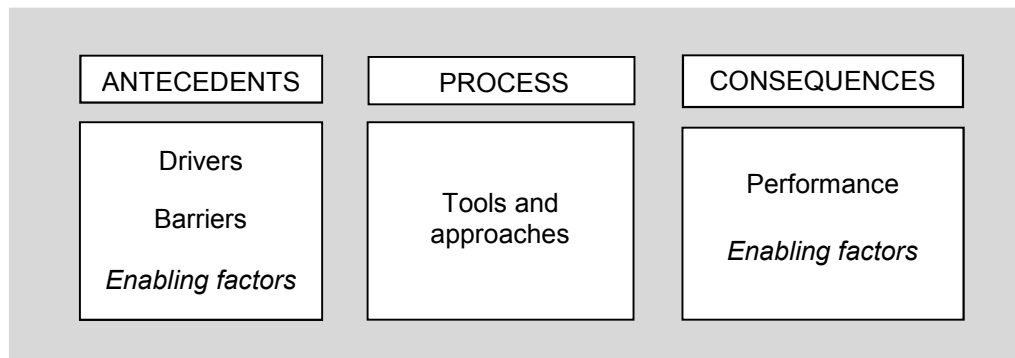 ANTECEDENTS
Drivers
Barriers
Enabling factors
PROCESS
Tools and
approaches
CONSEQUENCES
Performance
Enabling factors